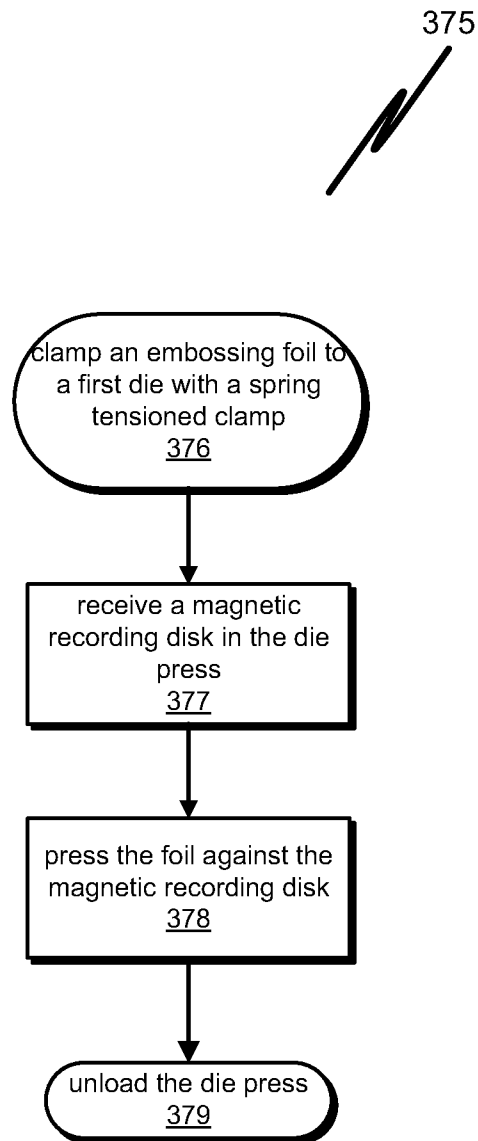 375
clamp an embossing foil to
a first die with a spring
tensioned clamp
376
receive a magnetic
recording disk in the die
press
377
press the foil against the
magnetic recording disk
378
unload the die press
379